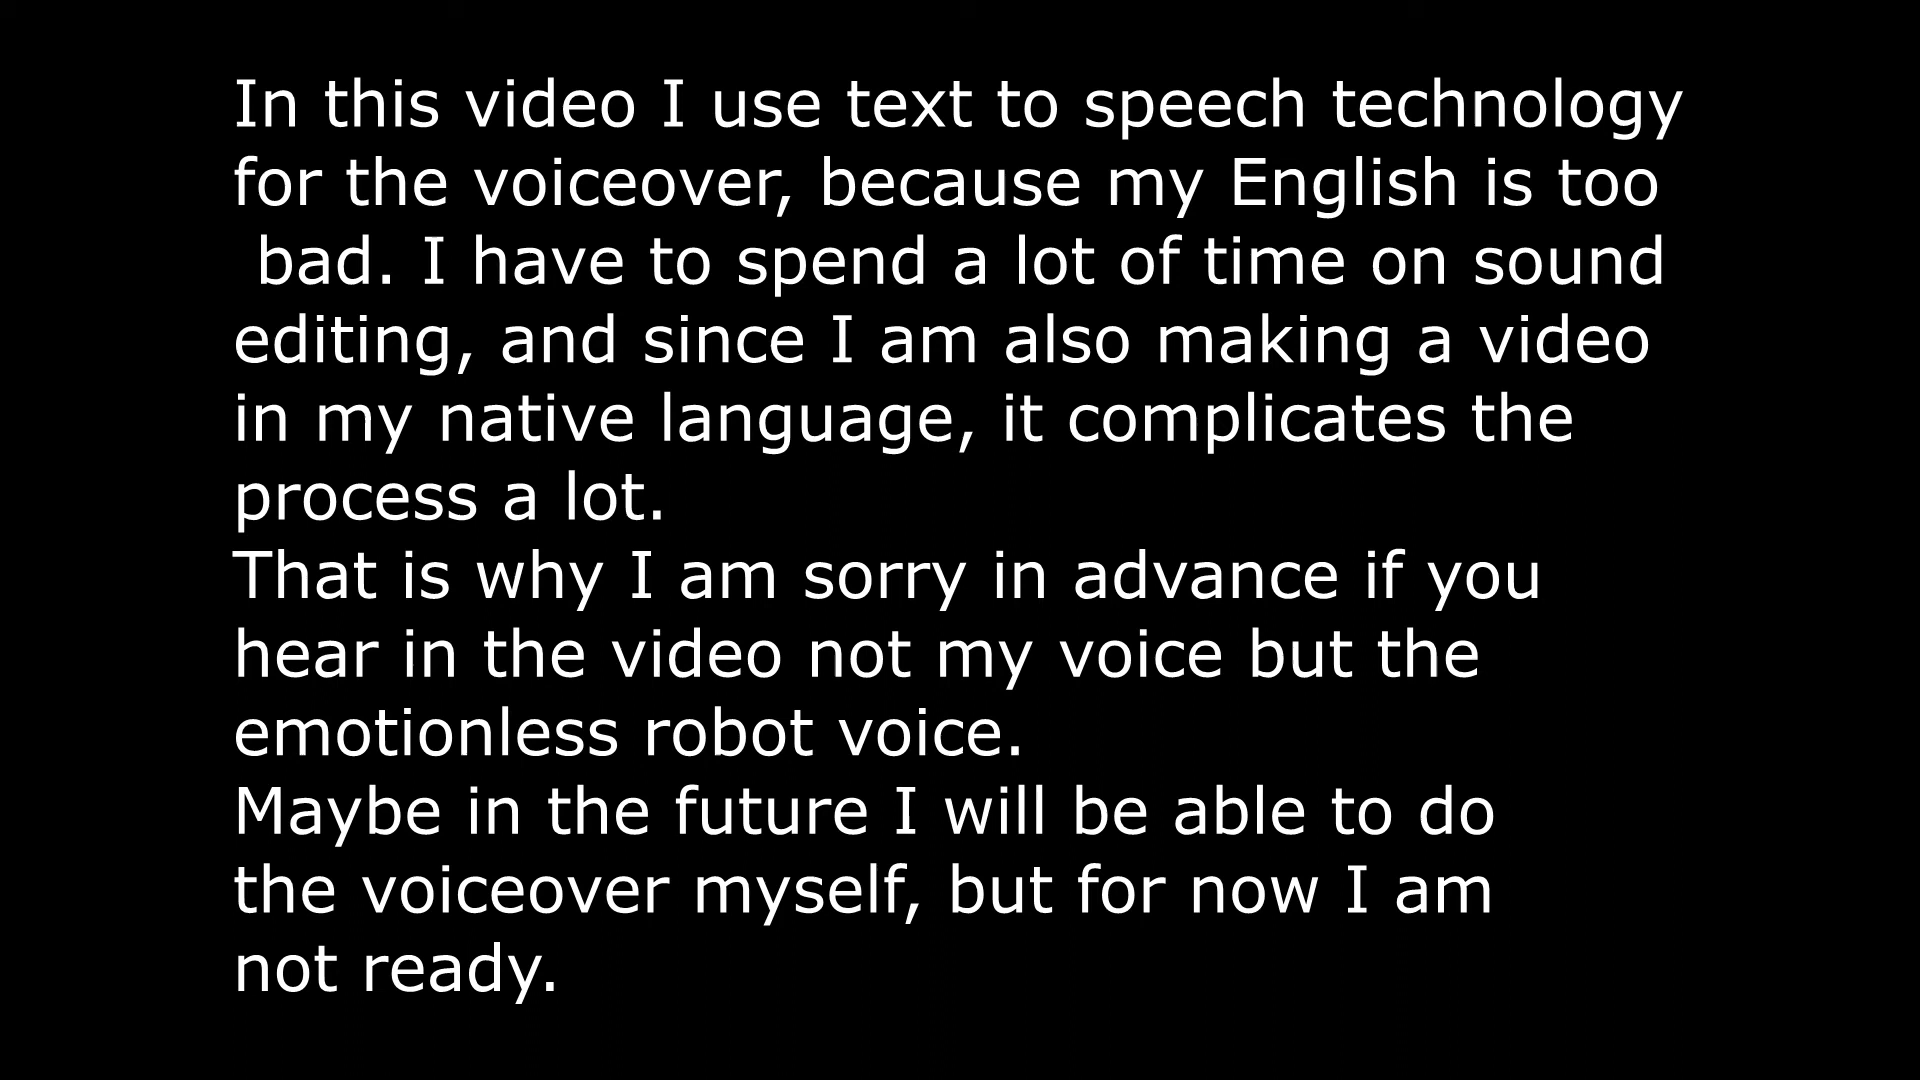 In this video I use text to speech technology
for the voiceover, because my English is too
bad. I have to spend a lot of time on sound
editing, and since I am also making a video
in my native language, it complicates the
process a lot.
That is why I am sorry in advance if you
hear in the video not my voice but the
emotionless robot voice.
Maybe in the future I will be able to do
the voiceover myself, but for now I am
not ready.